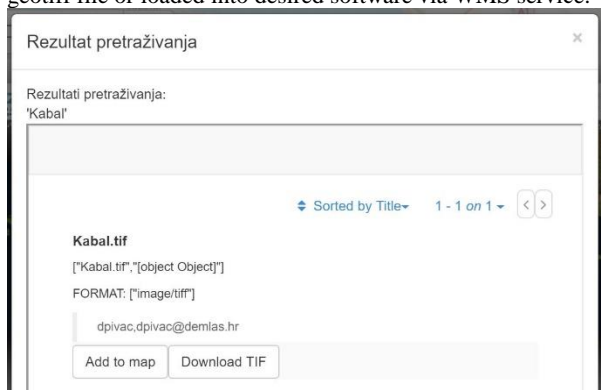 geotiff file or loaded into desired software via WMS service.
Rezultat pretraživanja ×
Rezultati pretraživanja:
'Kabal'
Sorted by Title 1 - 1 on 1 < >
Kabal.tif
["Kabal.tif","[object Object]"]
FORMAT: ["image/tiff"]
dpivac,dpivac@demlas.hr
Add to map Download TIF